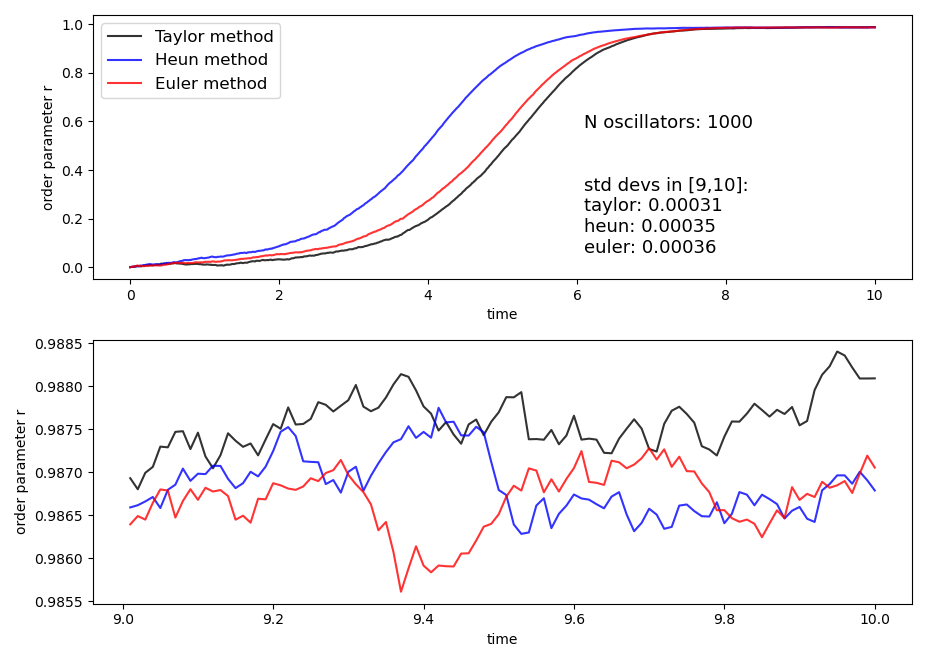 order parameter r
1.0
0.8
0.6
0.4
0.2
0.0
Taylor method
Heun method
Euler method
N oscillators: 1000
std devs in [9,10]:
taylor: 0.00031
heun: 0.00035
euler: 0.00036
0 2 4 6 8 10
time
order parameter r
0.9885
0.9880
0.9875
0.9870
0.9865
0.9860
0.9855
9.0 9.2 9.4 9.6 9.8 10.0
time